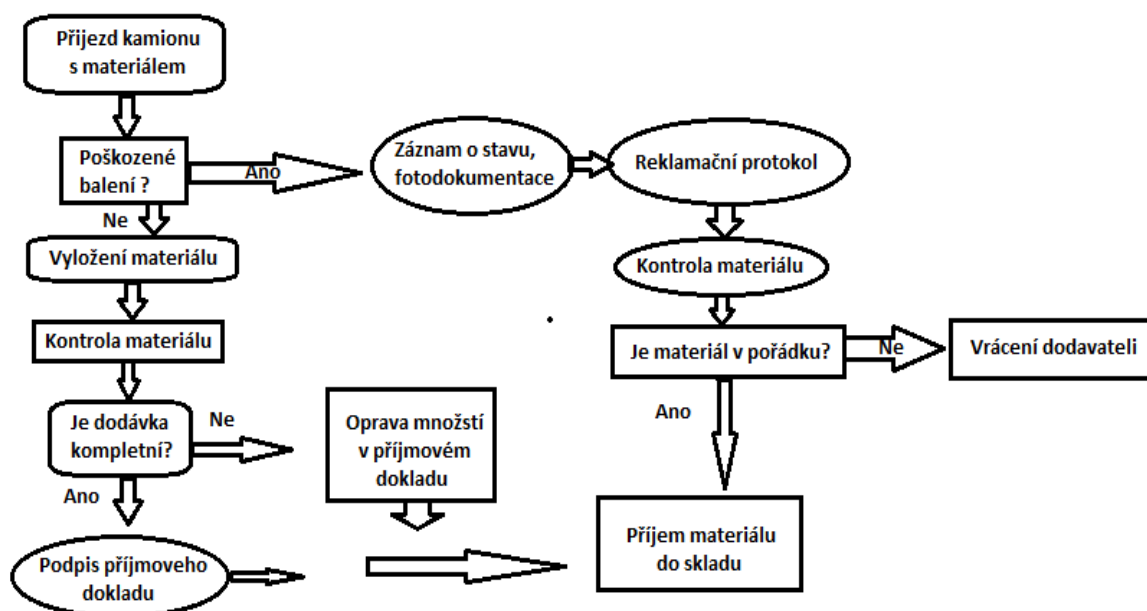 Přijezd kamionu
s materiálem
Poškozené
balení ?
Ano
Záznam o stavu,
fotodokumentace
Reklamační protokol
Ne
Vyložení materiálu
Kontrola materiálu
Kontrola materiálu
Je materiál v pořádku?
Ne
Vrácení dodavateli
Je dodávka
kompletní?
Ne
Oprava množstí
v příjmovém
dokladu
Ano
Ano
Podpis příjmoveho
dokladu
Příjem materiálu
do skladu